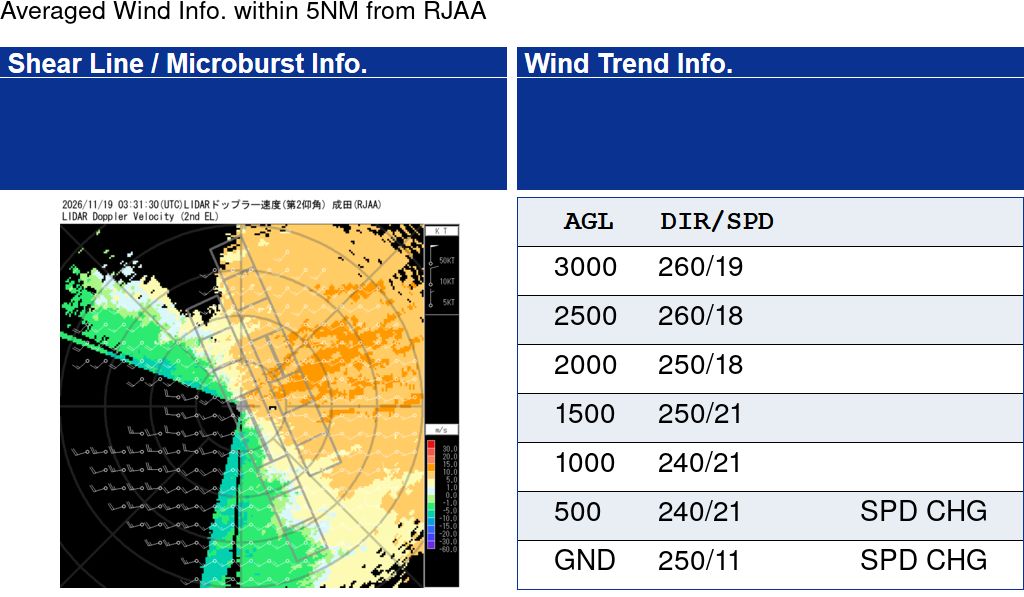 Averaged Wind Info. within 5NM from RJAA
Shear Line / Microburst Info.
Wind Trend Info.
2026/11/19 03:31:30(UTC)LIDARドップラー速度(第2仰角) 成田(RJAA)
LIDAR Doppler Velocity (2nd EL)
K T
50KT
10KT
5KT
m/s
30.0
20.0
15.0
10.0
5.0
1.0
0.0
-1.0
-5.0
-10.0
-15.0
-20.0
-30.0
-60.0
AGL DIR/SPD
3000 260/19
2500 260/18
2000 250/18
1500 250/21
1000 240/21
500 240/21 SPD CHG
GND 250/11 SPD CHG